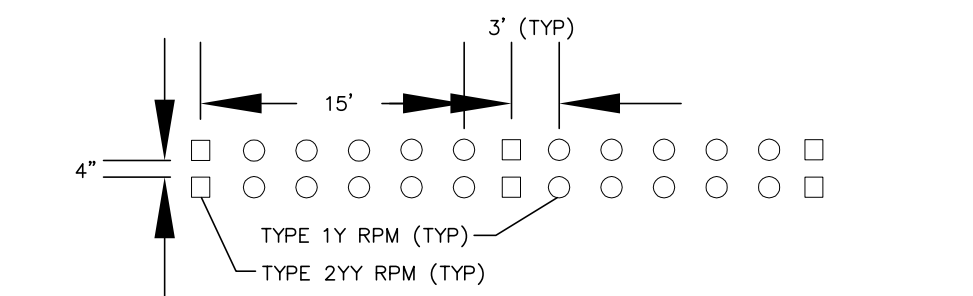 3' (TYP)
15'
4"
TYPE 1Y RPM (TYP)
TYPE 2YY RPM (TYP)